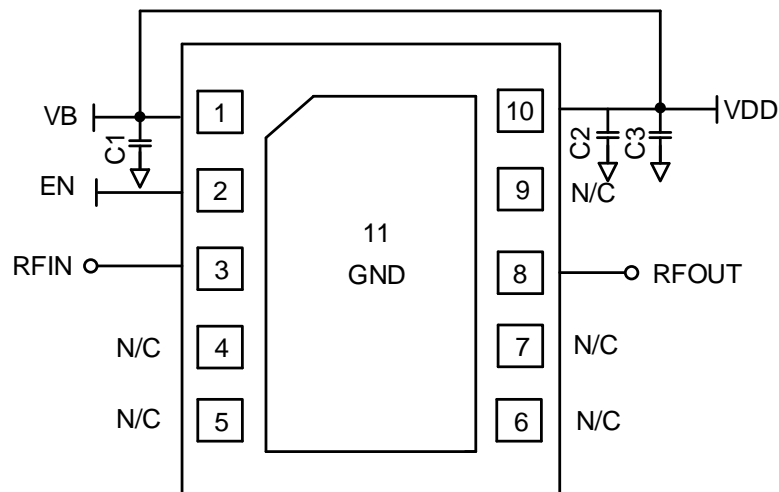 VB
1
10
VDD
C1
C2
C3
EN
2
9
N/C
11
GND
RFIN
3
8
RFOUT
N/C
4
7
N/C
N/C
5
6
N/C